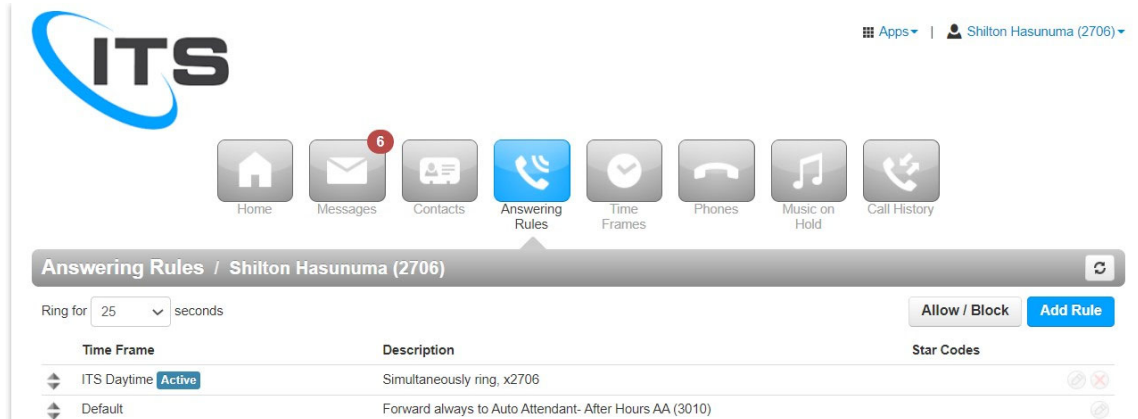 ITS
Apps | Shilton Hasunuma (2706)
6
Home Messages Contacts Answering Rules Time Frames Phones Music on Hold Call History
Answering Rules / Shilton Hasunuma (2706)
Ring for 25 seconds Allow / Block Add Rule
Time Frame Description Star Codes
ITS Daytime Active Simultaneously ring, x2706
Default Forward always to Auto Attendant- After Hours AA (3010)